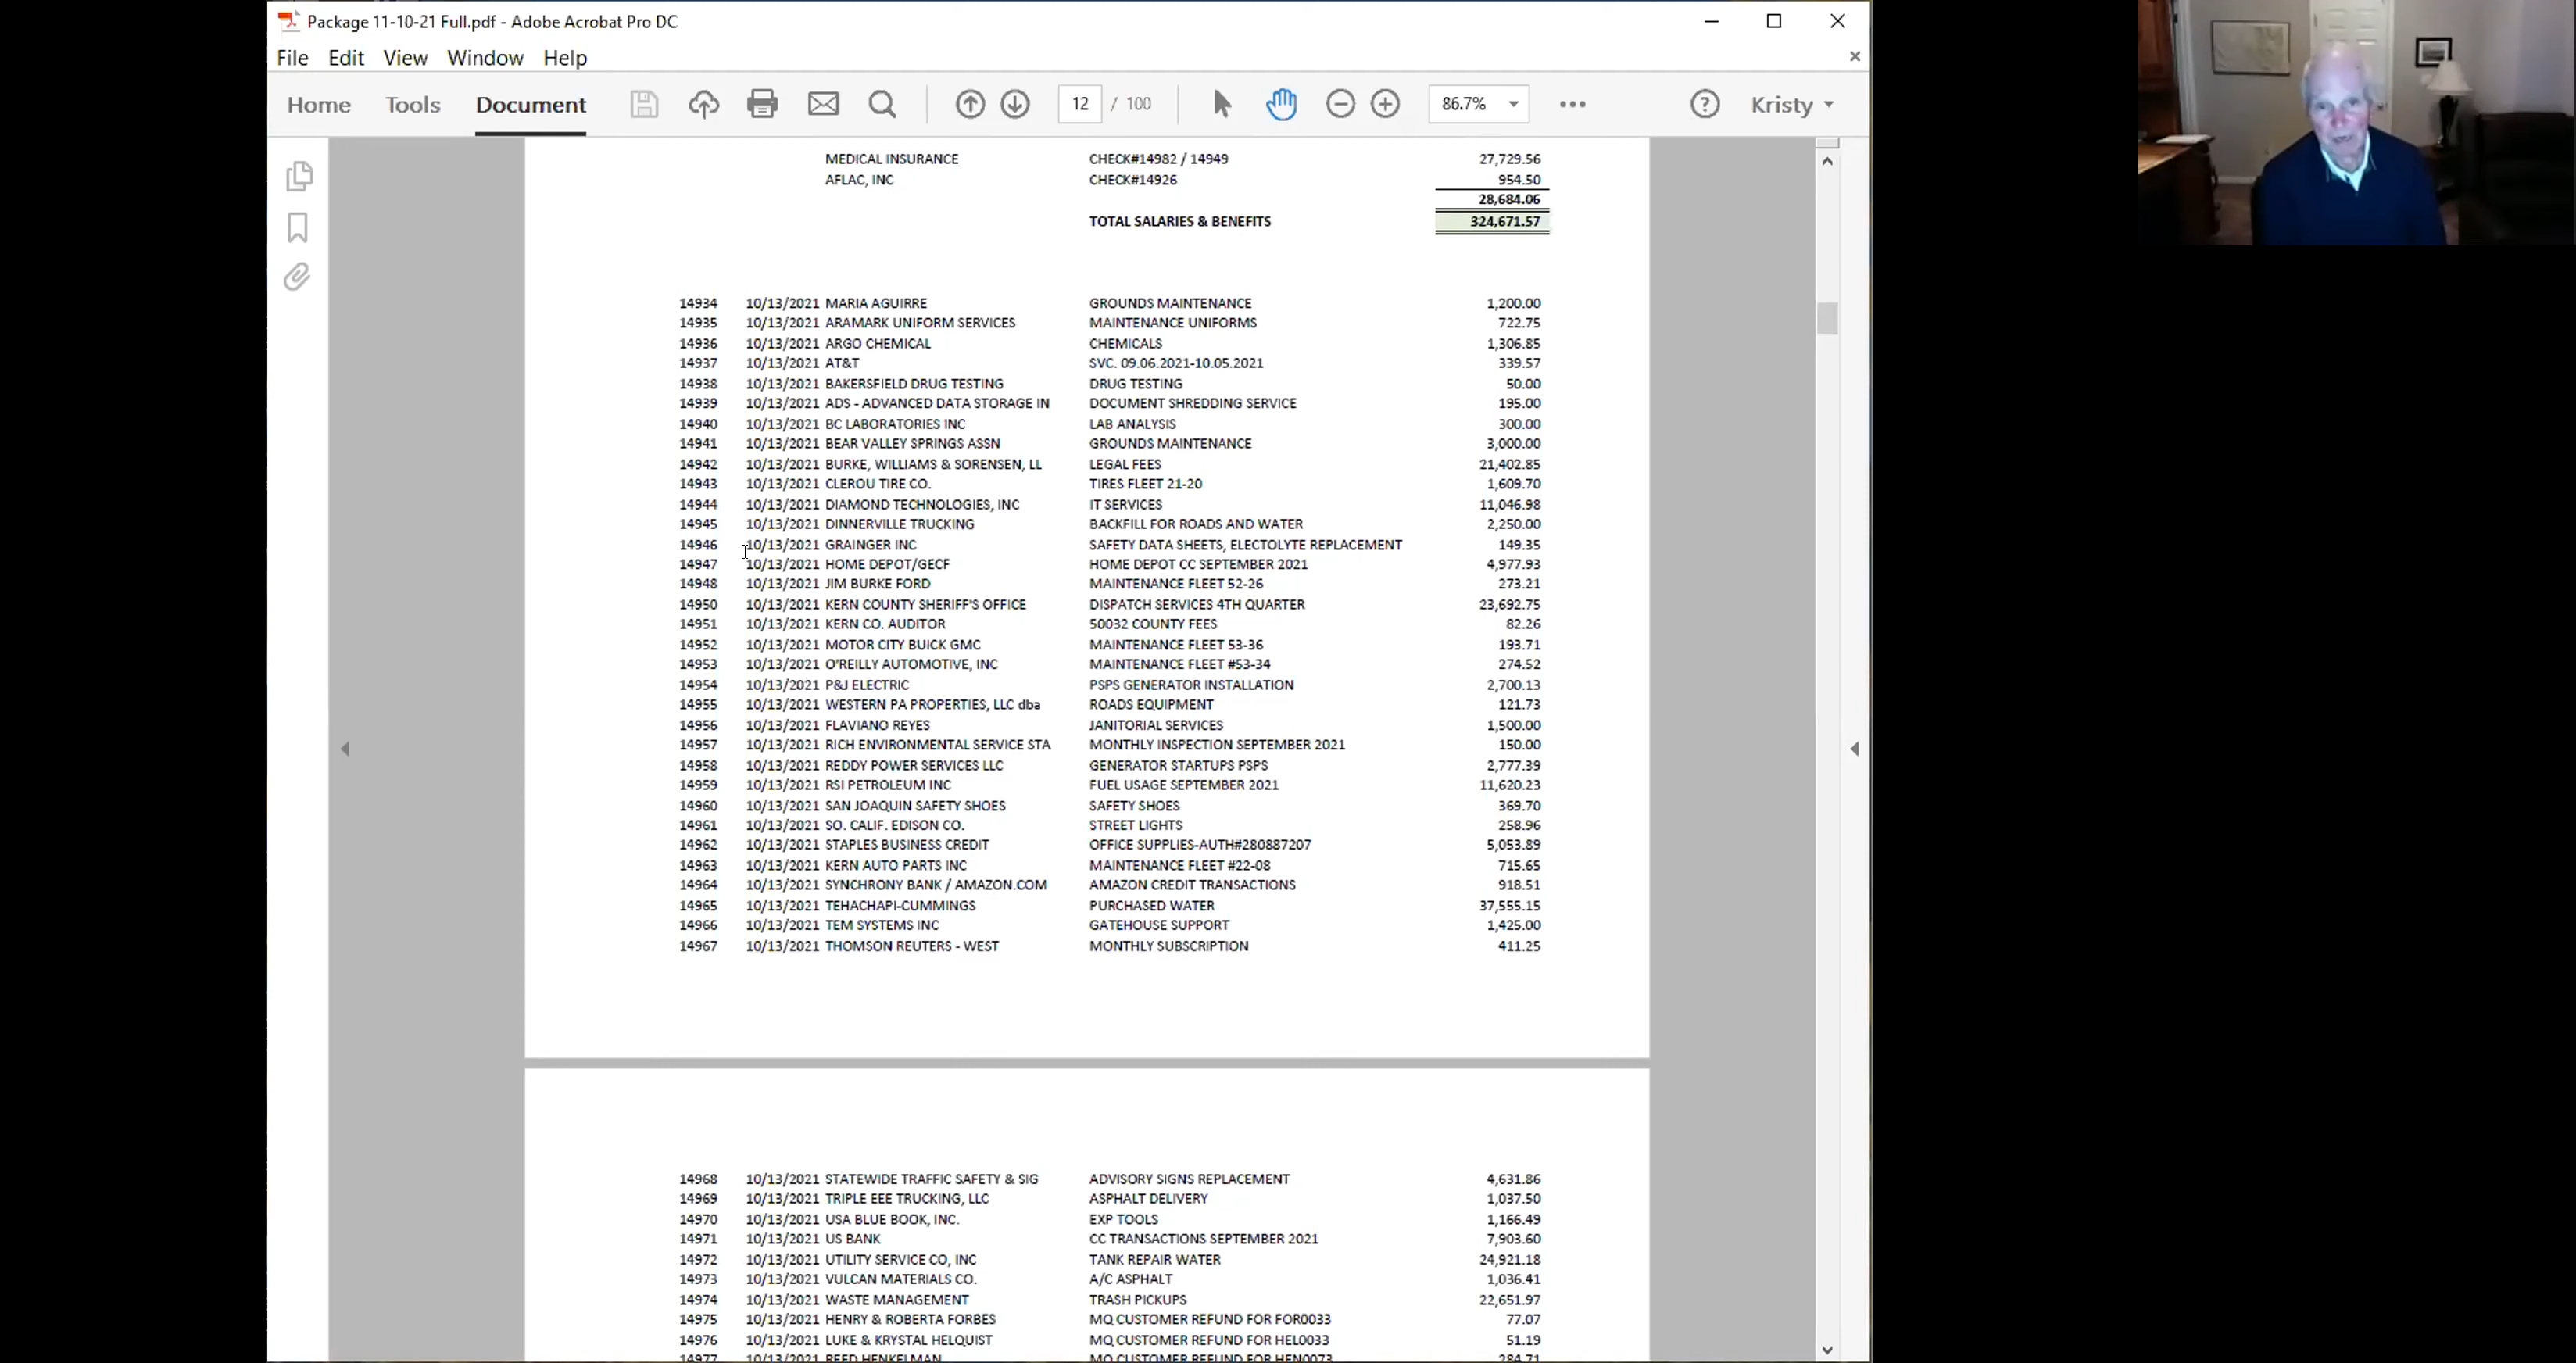 Package 11-10-21 Full.pdf - Adobe Acrobat Pro DC
File Edit View Window Help
Home Tools Document 12 / 100 86.7% Kristy
MEDICAL INSURANCE CHECK#14982 / 14949 27,729.56
AFLAC, INC CHECK#14926 954.50
28,684.06
TOTAL SALARIES & BENEFITS 324,671.57
14934 10/13/2021 MARIA AGUIRRE GROUNDS MAINTENANCE 1,200.00
14935 10/13/2021 ARAMARK UNIFORM SERVICES MAINTENANCE UNIFORMS 722.75
14936 10/13/2021 ARGO CHEMICAL CHEMICALS 1,306.85
14937 10/13/2021 AT&T SVC. 09.06.2021-10.05.2021 339.57
14938 10/13/2021 BAKERSFIELD DRUG TESTING DRUG TESTING 50.00
14939 10/13/2021 ADS - ADVANCED DATA STORAGE IN DOCUMENT SHREDDING SERVICE 195.00
14940 10/13/2021 BC LABORATORIES INC LAB ANALYSIS 300.00
14941 10/13/2021 BEAR VALLEY SPRINGS ASSN GROUNDS MAINTENANCE 3,000.00
14942 10/13/2021 BURKE, WILLIAMS & SORENSEN, LL LEGAL FEES 21,402.85
14943 10/13/2021 CLEROU TIRE CO. TIRES FLEET 21-20 1,609.70
14944 10/13/2021 DIAMOND TECHNOLOGIES, INC IT SERVICES 11,046.98
14945 10/13/2021 DINNERVILLE TRUCKING BACKFILL FOR ROADS AND WATER 2,250.00
14946 10/13/2021 GRAINGER INC SAFETY DATA SHEETS, ELECTOLYTE REPLACEMENT 149.35
14947 10/13/2021 HOME DEPOT/GECF HOME DEPOT CC SEPTEMBER 2021 4,977.93
14948 10/13/2021 JIM BURKE FORD MAINTENANCE FLEET 52-26 273.21
14950 10/13/2021 KERN COUNTY SHERIFF'S OFFICE DISPATCH SERVICES 4TH QUARTER 23,692.75
14951 10/13/2021 KERN CO. AUDITOR 50032 COUNTY FEES 82.26
14952 10/13/2021 MOTOR CITY BUICK GMC MAINTENANCE FLEET 53-36 193.71
14953 10/13/2021 O'REILLY AUTOMOTIVE, INC MAINTENANCE FLEET #53-34 274.52
14954 10/13/2021 P&J ELECTRIC PSPS GENERATOR INSTALLATION 2,700.13
14955 10/13/2021 WESTERN PA PROPERTIES, LLC dba ROADS EQUIPMENT 121.73
14956 10/13/2021 FLAVIANO REYES JANITORIAL SERVICES 1,500.00
14957 10/13/2021 RICH ENVIRONMENTAL SERVICE STA MONTHLY INSPECTION SEPTEMBER 2021 150.00
14958 10/13/2021 REDDY POWER SERVICES LLC GENERATOR STARTUPS PSPS 2,777.39
14959 10/13/2021 RSI PETROLEUM INC FUEL USAGE SEPTEMBER 2021 11,620.23
14960 10/13/2021 SAN JOAQUIN SAFETY SHOES SAFETY SHOES 369.70
14961 10/13/2021 SO. CALIF. EDISON CO. STREET LIGHTS 258.96
14962 10/13/2021 STAPLES BUSINESS CREDIT OFFICE SUPPLIES-AUTH#280887207 5,053.89
14963 10/13/2021 KERN AUTO PARTS INC MAINTENANCE FLEET #22-08 715.65
14964 10/13/2021 SYNCHRONY BANK / AMAZON.COM AMAZON CREDIT TRANSACTIONS 918.51
14965 10/13/2021 TEHACHAPI-CUMMINGS PURCHASED WATER 37,555.15
14966 10/13/2021 TEM SYSTEMS INC GATEHOUSE SUPPORT 1,425.00
14967 10/13/2021 THOMSON REUTERS - WEST MONTHLY SUBSCRIPTION 411.25
14968 10/13/2021 STATEWIDE TRAFFIC SAFETY & SIG ADVISORY SIGNS REPLACEMENT 4,631.86
14969 10/13/2021 TRIPLE EEE TRUCKING, LLC ASPHALT DELIVERY 1,037.50
14970 10/13/2021 USA BLUE BOOK, INC. EXP TOOLS 1,166.49
14971 10/13/2021 US BANK CC TRANSACTIONS SEPTEMBER 2021 7,903.60
14972 10/13/2021 UTILITY SERVICE CO, INC TANK REPAIR WATER 24,921.18
14973 10/13/2021 VULCAN MATERIALS CO. A/C ASPHALT 1,036.41
14974 10/13/2021 WASTE MANAGEMENT TRASH PICKUPS 22,651.97
14975 10/13/2021 HENRY & ROBERTA FORBES MQ CUSTOMER REFUND FOR FOR0033 77.07
14976 10/13/2021 LUKE & KRYSTAL HELQUIST MQ CUSTOMER REFUND FOR HEL0033 51.19
14977 10/13/2021 REED HENKELMAN MQ CUSTOMER REFUND FOR HEN0073 284.71